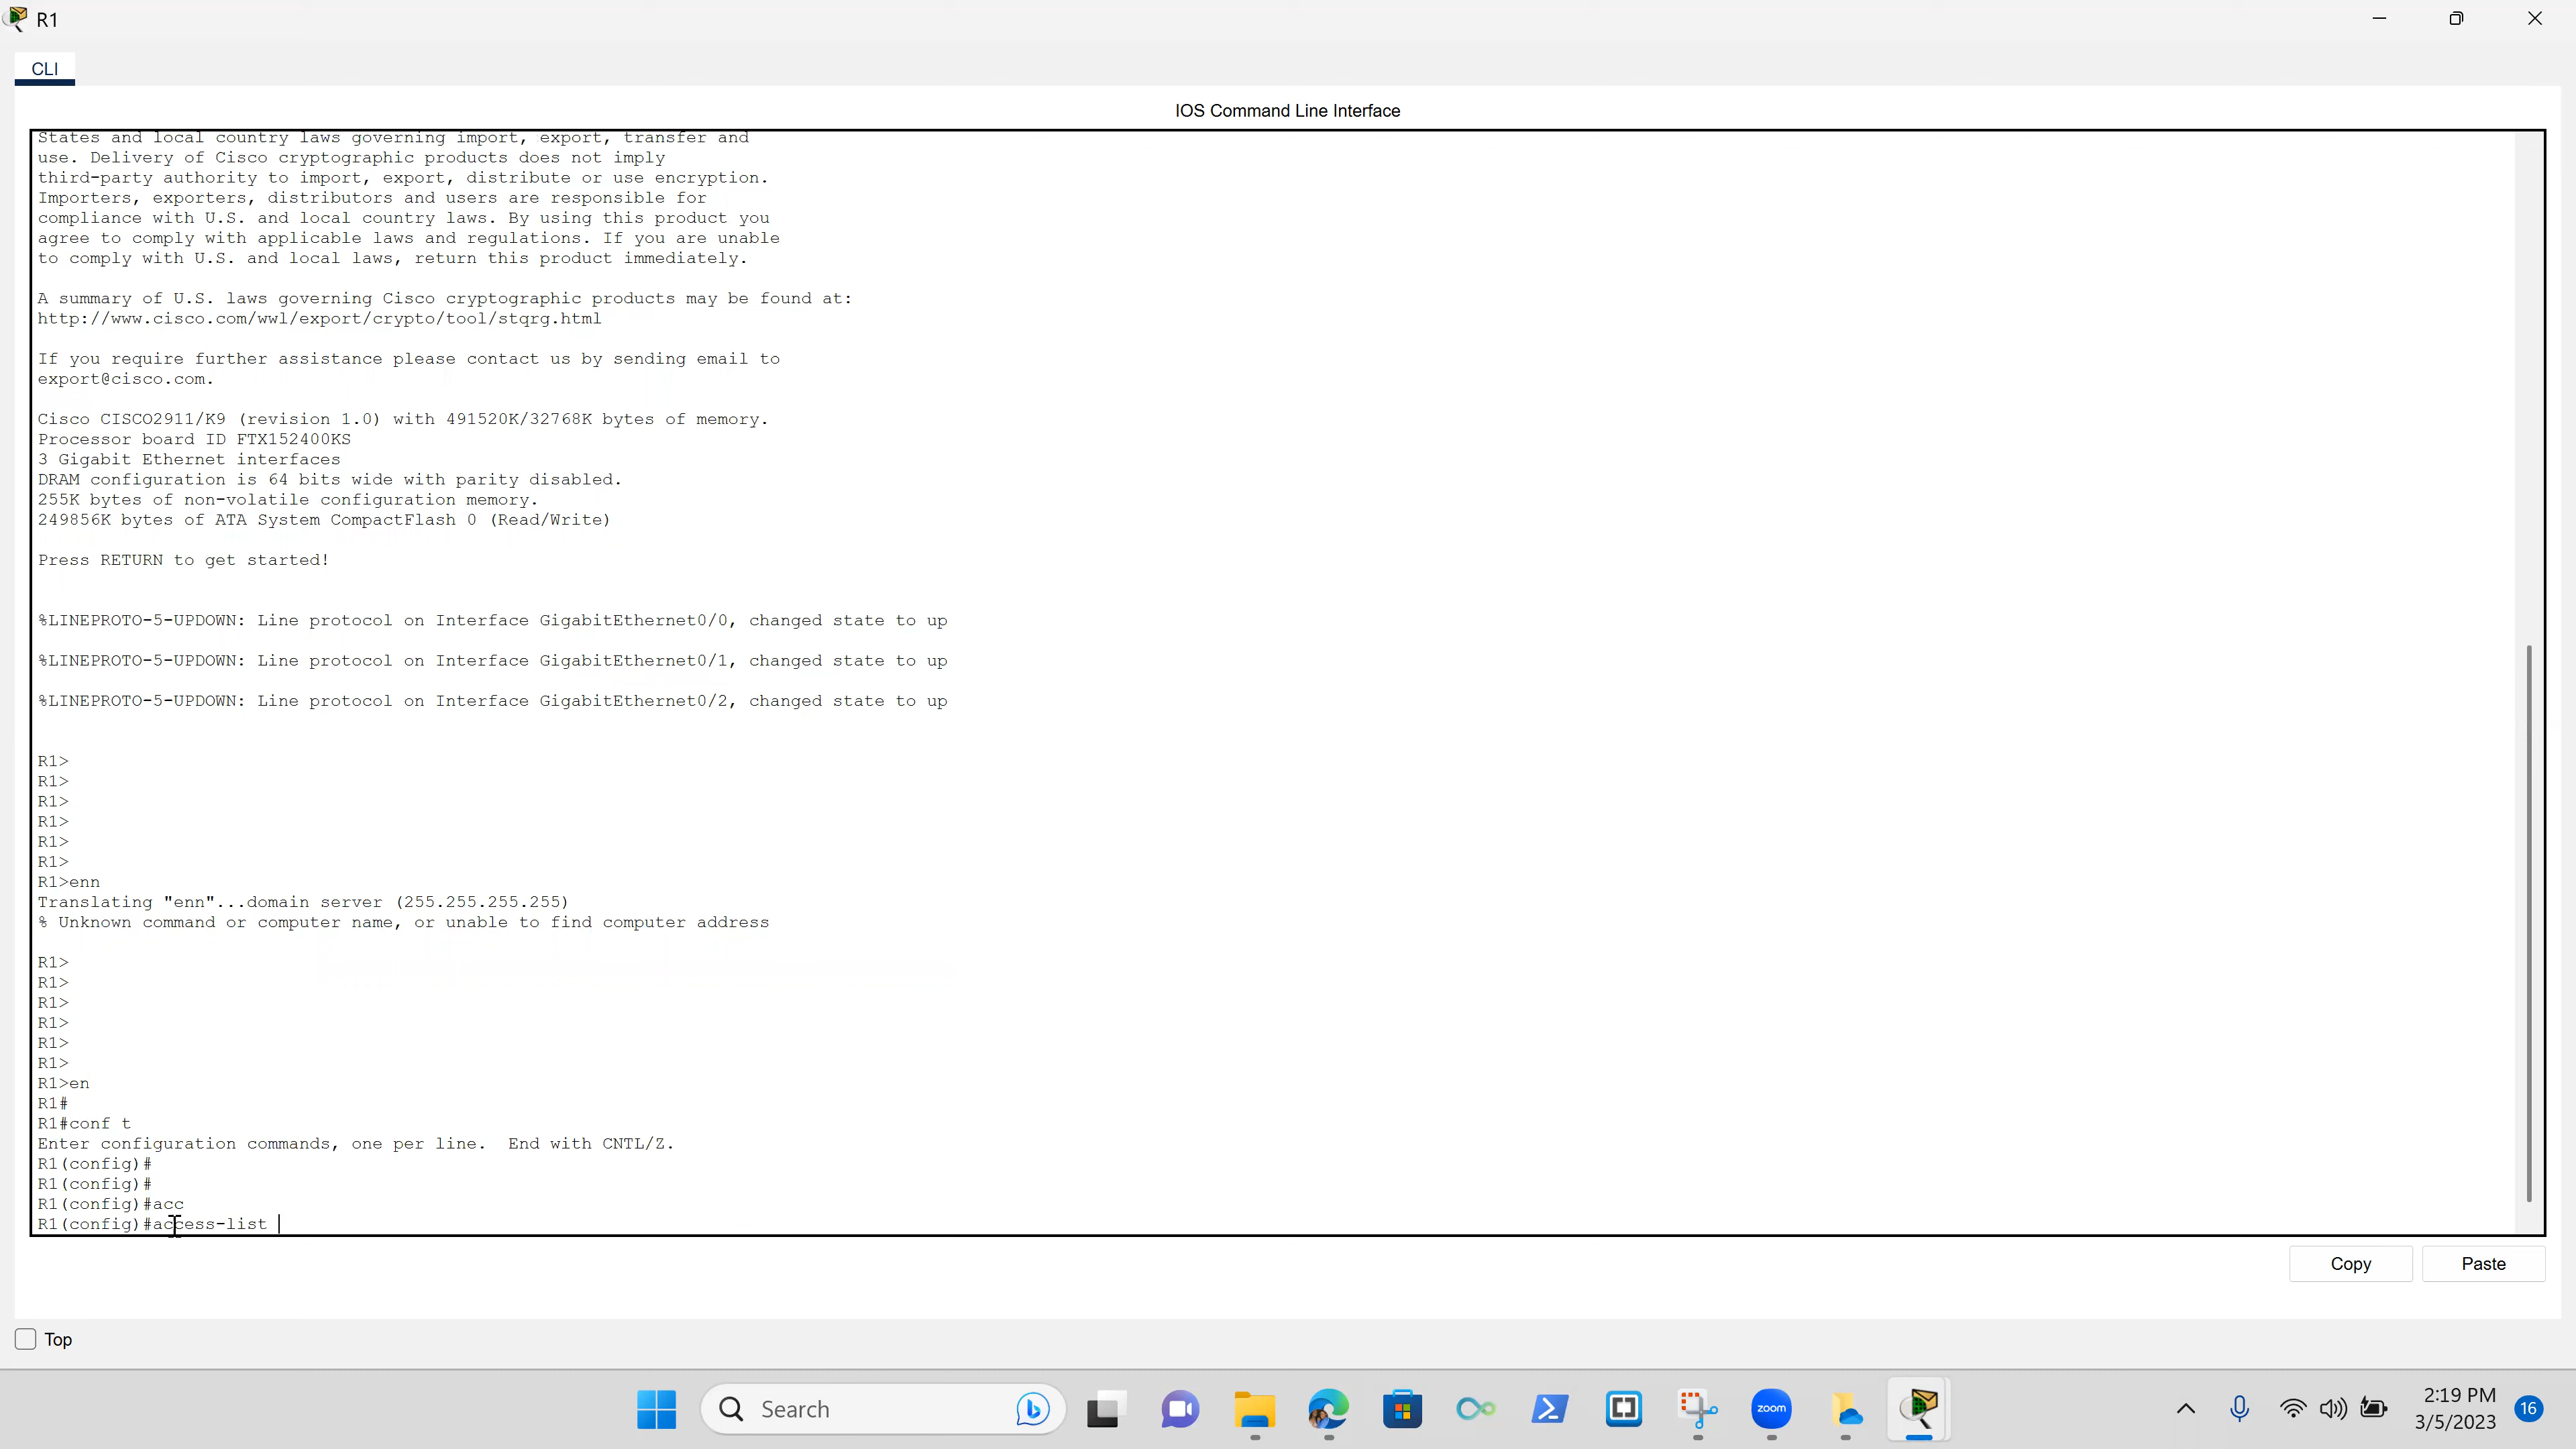 R1
CLI
IOS Command Line Interface
States and local country laws governing import, export, transfer and
use. Delivery of Cisco cryptographic products does not imply
third-party authority to import, export, distribute or use encryption.
Importers, exporters, distributors and users are responsible for
compliance with U.S. and local country laws. By using this product you
agree to comply with applicable laws and regulations. If you are unable
to comply with U.S. and local laws, return this product immediately.
A summary of U.S. laws governing Cisco cryptographic products may be found at:
http://www.cisco.com/wwl/export/crypto/tool/stqrg.html
If you require further assistance please contact us by sending email to
export@cisco.com.
Cisco CISCO2911/K9 (revision 1.0) with 491520K/32768K bytes of memory.
Processor board ID FTX152400KS
3 Gigabit Ethernet interfaces
DRAM configuration is 64 bits wide with parity disabled.
255K bytes of non-volatile configuration memory.
249856K bytes of ATA System CompactFlash 0 (Read/Write)
Press RETURN to get started!
%LINEPROTO-5-UPDOWN: Line protocol on Interface GigabitEthernet0/0, changed state to up
%LINEPROTO-5-UPDOWN: Line protocol on Interface GigabitEthernet0/1, changed state to up
%LINEPROTO-5-UPDOWN: Line protocol on Interface GigabitEthernet0/2, changed state to up
R1>
R1>
R1>
R1>
R1>
R1>
R1>enn
Translating "enn"...domain server (255.255.255.255)
% Unknown command or computer name, or unable to find computer address
R1>
R1>
R1>
R1>
R1>
R1>
R1>en
R1#
R1#conf t
Enter configuration commands, one per line.  End with CNTL/Z.
R1(config)#
R1(config)#
R1(config)#acc
R1(config)#access-list
Copy
Paste
Top
Search
zoom
2:19 PM
3/5/2023
16